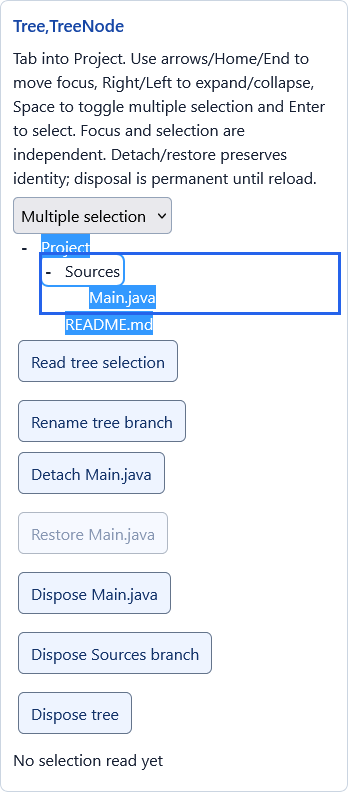 Tree,TreeNode
Tab into Project. Use arrows/Home/End to
move focus, Right/Left to expand/collapse,
Space to toggle multiple selection and Enter
to select. Focus and selection are
independent. Detach/restore preserves
identity; disposal is permanent until reload.
Multiple selection
- Project
- Sources
Main.java
README.md
Read tree selection
Rename tree branch
Detach Main.java
Restore Main.java
Dispose Main.java
Dispose Sources branch
Dispose tree
No selection read yet